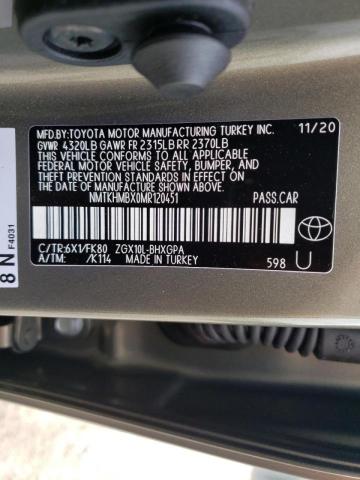 MFD.BY:TOYOTA MOTOR MANUFACTURING TURKEY INC. 11/20
GVWR 4320LB GAWR FR 2315LB RR 2370LB
THIS VEHICLE CONFORMS TO ALL APPLICABLE
FEDERAL MOTOR VEHICLE SAFETY, BUMPER, AND
THEFT PREVENTION STANDARDS IN EFFECT ON THE
DATE OF MANUFACTURE SHOWN ABOVE.
NMTKHMBX0MR120451 PASS.CAR
C/TR:6X1/FK80 ZGX10L-BHXGPA
A/TM: /K114 MADE IN TURKEY 598 U
8 N F4031